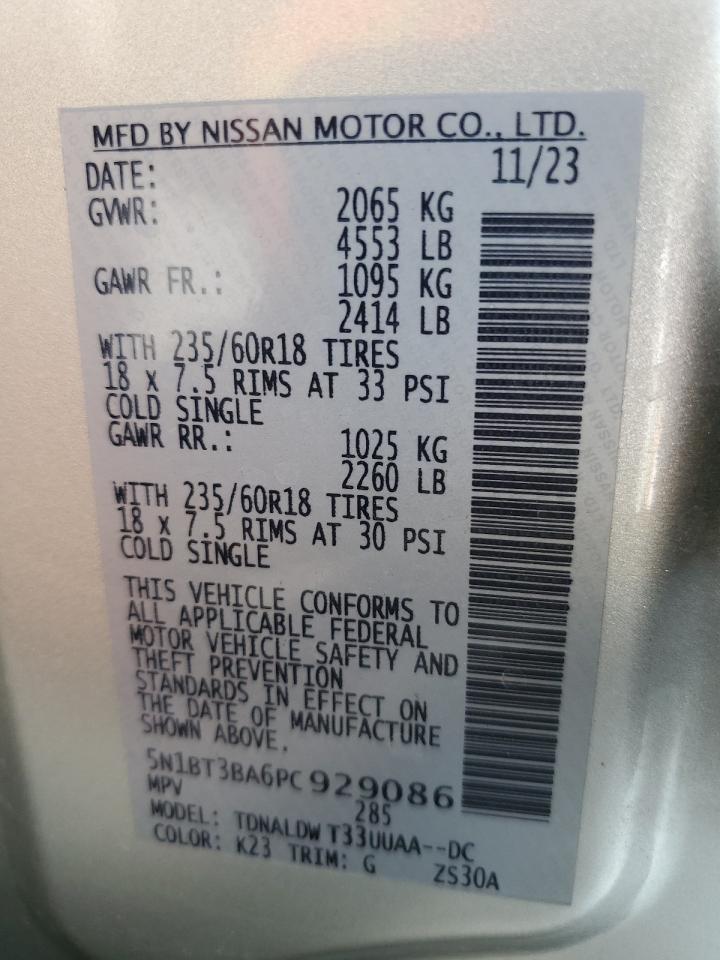 MFD BY NISSAN MOTOR CO., LTD.
DATE: 11/23
GVWR: 2065 KG
4553 LB
GAWR FR.: 1095 KG
2414 LB
WITH 235/60R18 TIRES
18 x 7.5 RIMS AT 33 PSI
COLD SINGLE
GAWR RR.: 1025 KG
2260 LB
WITH 235/60R18 TIRES
18 x 7.5 RIMS AT 30 PSI
COLD SINGLE
THIS VEHICLE CONFORMS TO
ALL APPLICABLE FEDERAL
MOTOR VEHICLE SAFETY AND
THEFT PREVENTION
STANDARDS IN EFFECT ON
THE DATE OF MANUFACTURE
SHOWN ABOVE.
5N1BT3BA6PC929086
MPV 285
MODEL: TDNALDW T33UUAA--DC
COLOR: K23 TRIM: G ZS30A